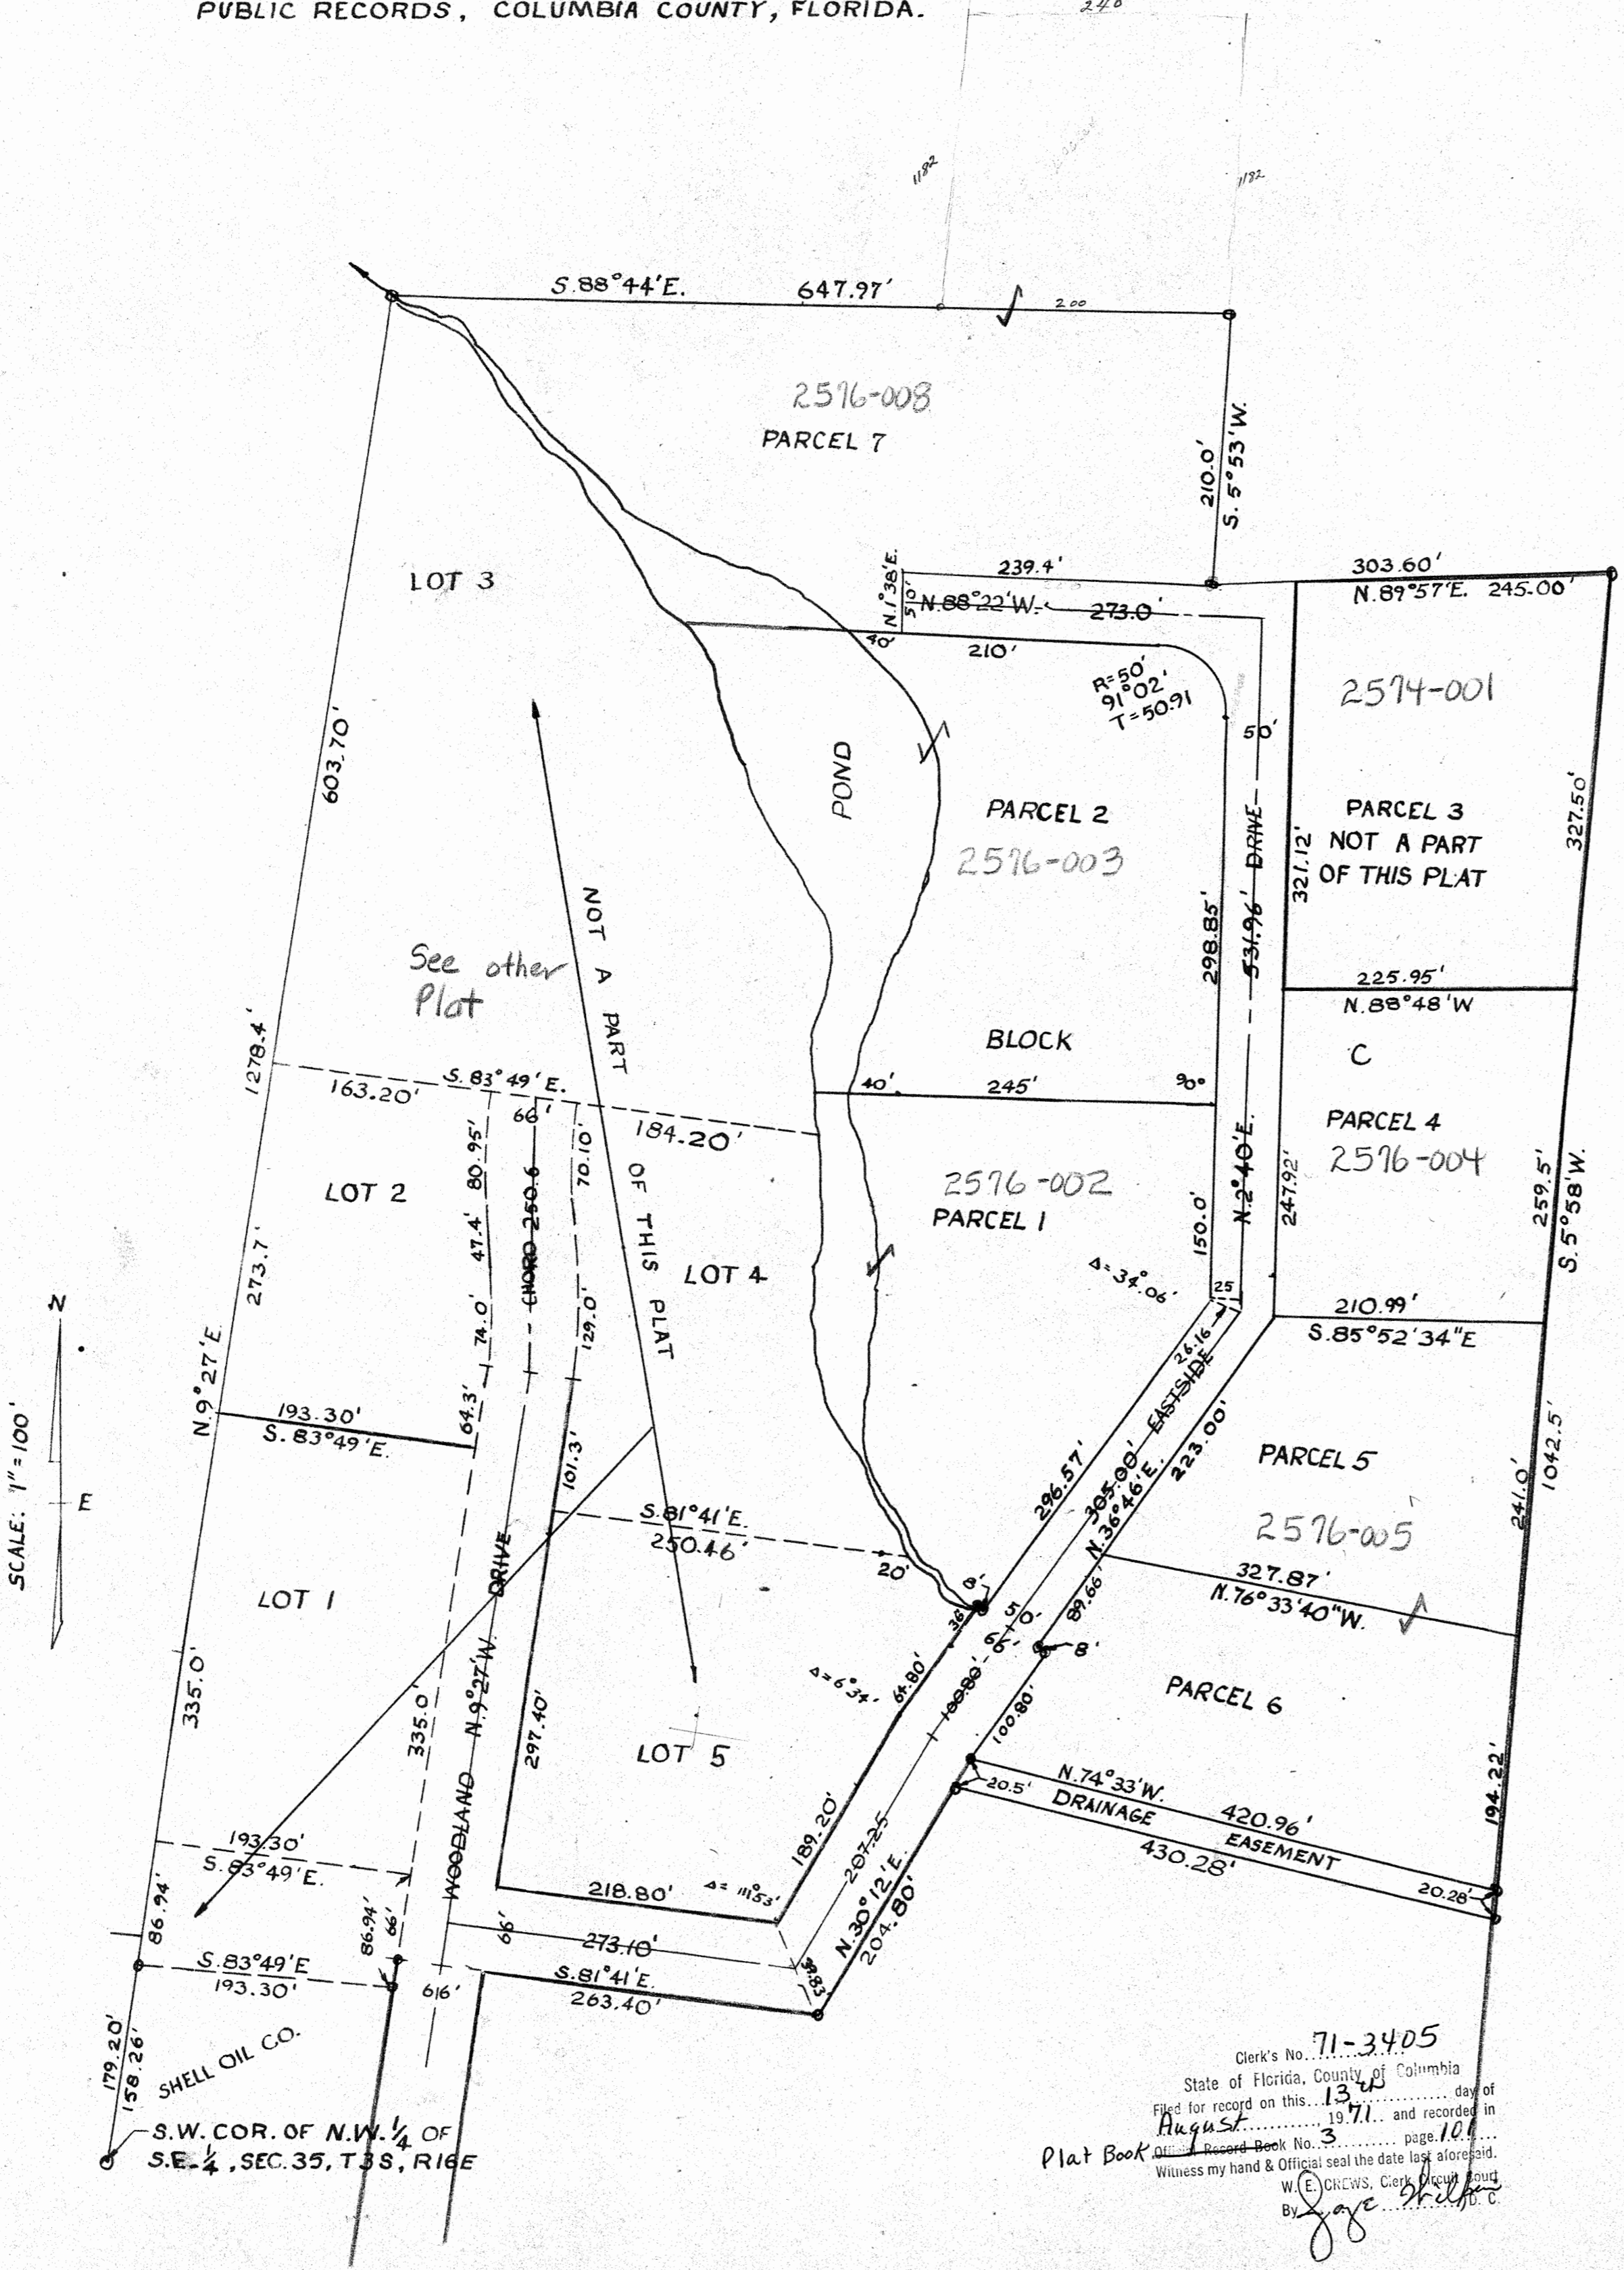 PUBLIC RECORDS, COLUMBIA COUNTY, FLORIDA.
240
1182
1182
S.88°44'E. 647.97'
200
2576-008
PARCEL 7
210.0'
S. 5°53'W.
LOT 3
N.1°38'E.
51.0'
239.4'
N.88°22'W. 273.0'
303.60'
N.89°57'E. 245.00'
40'
210'
R=50'
91°02'
T=50.91
2574-001
50'
603.70'
POND
PARCEL 2
2576-003
PARCEL 3
NOT A PART
OF THIS PLAT
327.50'
321.12'
298.85'
531.96' DRIVE
NOT A PART OF THIS PLAT
See other
Plat
225.95'
N.88°48'W
BLOCK
C
1278.4'
S.83°49'E.
163.20'
66'
184.20'
40'
245'
90°
PARCEL 4
2576-004
LOT 2
80.95'
47.4'
74.0'
CHORD 250.6
70.10'
129.0'
2576-002
PARCEL 1
150.0'
N.2°40'E.
247.92'
259.5'
S.5°58'W.
273.7'
LOT 4
Δ=34°06'
25'
26.16
210.99'
S.85°52'34"E
N
E
SCALE: 1"=100'
N.9°27'E
193.30'
S.83°49'E.
64.3'
101.3'
296.57'
305.00' EASTSIDE
N.36°46'E.
223.00'
PARCEL 5
2576-005
241.0'
1042.5'
S.81°41'E.
250.46'
20'
8'
36'
50'
66'
89.66'
8'
327.87'
N.76°33'40"W.
LOT 1
335.0'
335.0'
WOODLAND N.9°27'W. DRIVE
297.40'
LOT 5
Δ=6°34'
64.80'
100.80'
100.80'
PARCEL 6
N.74°33'W.
420.96'
20.5'
DRAINAGE EASEMENT
430.28'
20.28'
194.22'
189.20'
207.25
N.30°12'E.
204.80'
193.30'
S.83°49'E.
86.94'
86.94'
66'
218.80'
66'
273.10'
39.83'
S.83°49'E
193.30'
616'
S.81°41'E.
263.40'
179.20'
158.26'
SHELL OIL CO.
S.W. COR. OF N.W. 1/4 OF
S.E. 1/4, SEC. 35, T3S, R16E
Clerk's No. 71-3405
State of Florida, County of Columbia
Filed for record on this 13th day of
August, 1971 and recorded in
Plat Book Official Record Book No. 3 page 101
Witness my hand & Official seal the date last aforesaid.
W. E. CREWS, Clerk Circuit Court
By D. C.